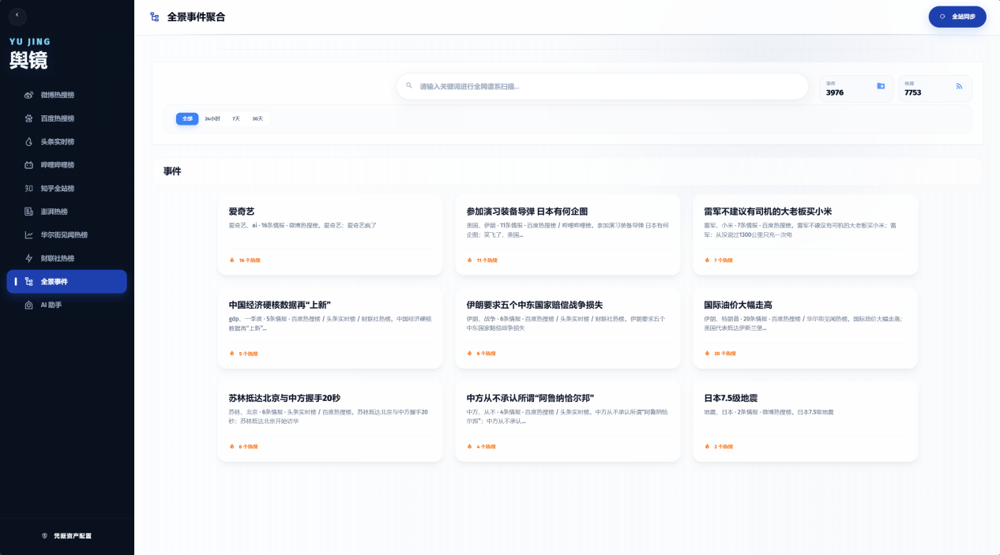 全景事件聚合
全站同步
YU JING
舆镜
微博热搜榜
百度热搜榜
头条实时榜
哔哩哔哩榜
知乎全站榜
澎湃热榜
华尔街见闻热榜
财联社热榜
全景事件
AI 助手
凭据资产配置
请输入关键词进行全网谱系扫描...
事件
3976
热搜
7753
全部
24小时
7天
30天
事件
爱奇艺
爱奇艺、ai · 16条情报 · 微博热搜榜。爱奇艺；爱奇艺疯了
16 个热搜
参加演习装备导弹 日本有何企图
美国、伊朗 · 11条情报 · 百度热搜榜 / 哔哩哔哩榜。参加演习装备导弹 日本有何
企图；笑飞了、美国...
11 个热搜
雷军不建议有司机的大老板买小米
雷军、小米 · 7条情报 · 百度热搜榜。雷军不建议有司机的大老板买小米；雷
军：从没说过1300公里只充一次电
7 个热搜
中国经济硬核数据再“上新”
gdp、一季度 · 5条情报 · 百度热搜榜 / 头条实时榜 / 财联社热榜。中国经济硬核
数据再“上新”...
5 个热搜
伊朗要求五个中东国家赔偿战争损失
伊朗、战争 · 6条情报 · 百度热搜榜 / 头条实时榜 / 财联社热榜。伊朗要求五个
中东国家赔偿战争损失
6 个热搜
国际油价大幅走高
伊朗、特朗普 · 20条情报 · 百度热搜榜 / 华尔街见闻热榜。国际油价大幅走高；
美国代表抵达伊斯兰堡...
20 个热搜
苏林抵达北京与中方握手20秒
苏林、北京 · 6条情报 · 头条实时榜 / 百度热搜榜。苏林抵达北京与中方握手20
秒；苏林抵达北京开始访华
6 个热搜
中方从不承认所谓“阿鲁纳恰尔邦”
中方、从不 · 4条情报 · 百度热搜榜 / 头条实时榜。中方从不承认所谓“阿鲁纳恰
尔邦”；中方从不承认...
4 个热搜
日本7.5级地震
地震、日本 · 2条情报 · 微博热搜榜。日本7.5级地震
2 个热搜